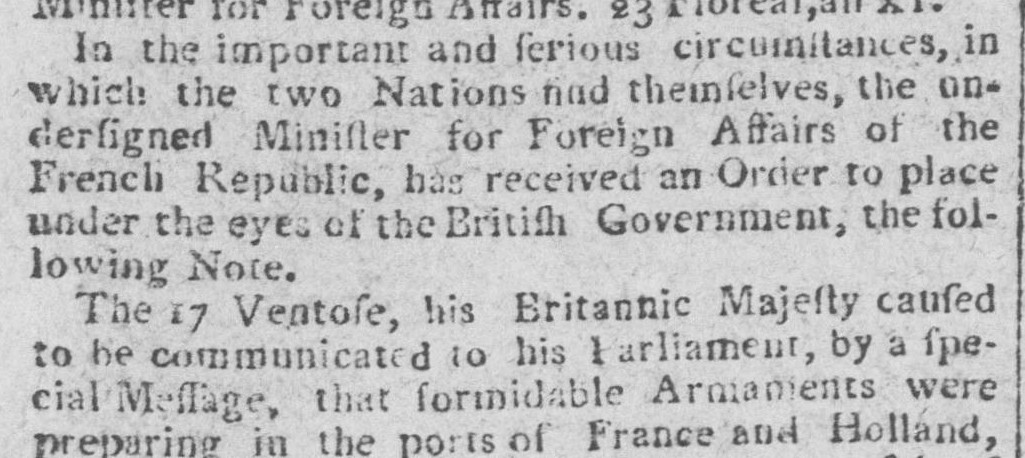 Minister for Foreign Affairs. 23 Floreal, an XI.
In the important and ſerious circumſtances, in
which the two Nations find themſelves, the un-
derſigned Miniſter for Foreign Affairs of the
French Republic, has received an Order to place
under the eyes of the Britiſh Government, the fol-
lowing Note.
The 17 Ventoſe, his Britannic Majeſty cauſed
to be communicated to his Parliament, by a ſpe-
cial Meſſage, that formidable Armaments were
preparing in the ports of France and Holland,